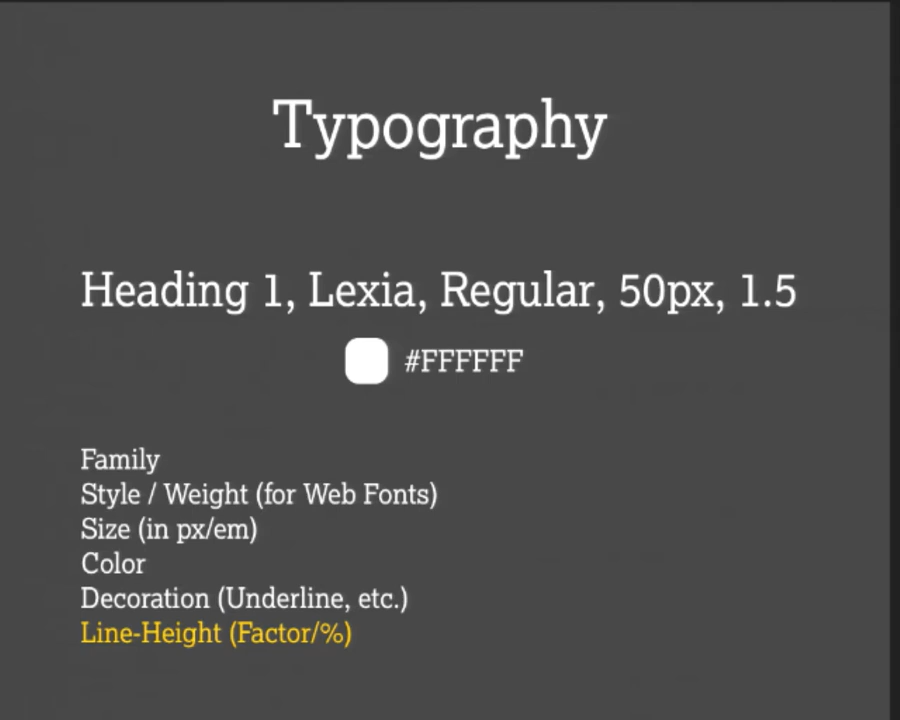 Typography
Heading 1, Lexia, Regular, 50px, 1.5
#FFFFFF
Family
Style / Weight (for Web Fonts)
Size (in px/em)
Color
Decoration (Underline, etc.)
Line-Height (Factor/%)